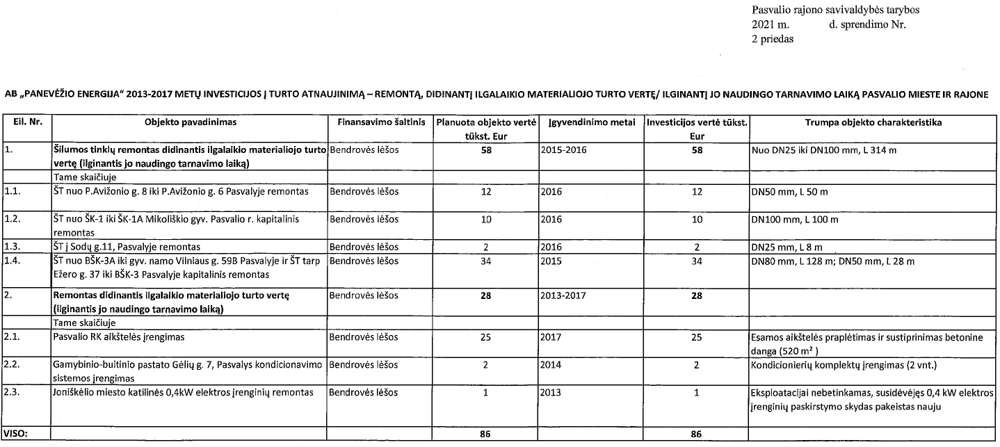 Pasvalio rajono savivaldybės tarybos
2021 m. d. sprendimo Nr.
2 priedas
AB „PANEVĖŽIO ENERGIJA“ 2013-2017 METŲ INVESTICIJOS Į TURTO ATNAUJINIMĄ – REMONTĄ, DIDINANTĮ ILGALAIKIO MATERIALIOJO TURTO VERTĘ/ ILGINANTĮ JO NAUDINGO TARNAVIMO LAIKĄ PASVALIO MIESTE IR RAJONE
Eil. Nr. Objekto pavadinimas Finansavimo šaltinis Planuota objekto vertė Įgyvendinimo metai Investicijos vertė tūkst. Trumpa objekto charakteristika
tūkst. Eur Eur
1. Šilumos tinklų remontas didinantis ilgalaikio materialiojo turto Bendrovės lėšos 58 2015-2016 58 Nuo DN25 iki DN100 mm, L 314 m
vertę (ilginantis jo naudingo tarnavimo laiką)
Tame skaičiuje
1.1. ŠT nuo P.Avižonio g. 8 iki P.Avižonio g. 6 Pasvalyje remontas Bendrovės lėšos 12 2016 12 DN50 mm, L 50 m
1.2. ŠT nuo ŠK-1 iki ŠK-1A Mikoliškio gyv. Pasvalio r. kapitalinis Bendrovės lėšos 10 2016 10 DN100 mm, L 100 m
remontas
1.3. ŠT į Sodų g.11, Pasvalyje remontas Bendrovės lėšos 2 2016 2 DN25 mm, L 8 m
1.4. ŠT nuo BŠK-3A iki gyv. namo Vilniaus g. 59B Pasvalyje ir ŠT tarp Bendrovės lėšos 34 2015 34 DN80 mm, L 128 m; DN50 mm, L 28 m
Ežero g. 37 iki BŠK-3 Pasvalyje kapitalinis remontas
2. Remontas didinantis ilgalaikio materialiojo turto vertę Bendrovės lėšos 28 2013-2017 28
(ilginantis jo naudingo tarnavimo laiką)
Tame skaičiuje
2.1. Pasvalio RK aikštelės įrengimas Bendrovės lėšos 25 2017 25 Esamos aikštelės praplėtimas ir sustiprinimas betonine
danga (520 m² )
2.2. Gamybinio-buitinio pastato Gėlių g. 7, Pasvalys kondicionavimo Bendrovės lėšos 2 2014 2 Kondicionierių komplektų įrengimas (2 vnt.)
sistemos įrengimas
2.3. Joniškėlio miesto katilinės 0,4kW elektros įrenginių remontas Bendrovės lėšos 1 2013 1 Eksploatacijai nebetinkamas, susidėvėjęs 0,4 kW elektros
įrenginių paskirstymo skydas pakeistas nauju
VISO: 86 86